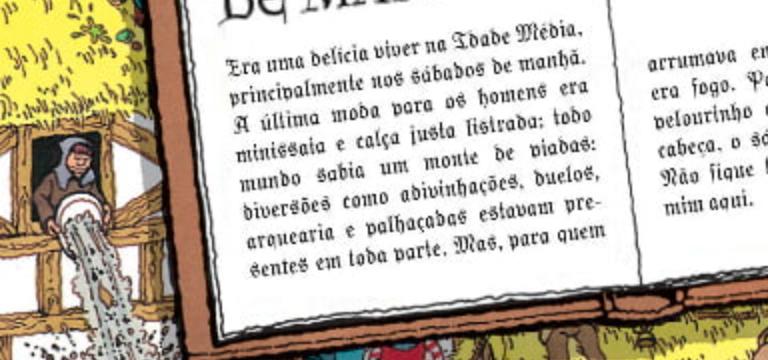 DE
Era uma delícia viver na Idade Média,
principalmente nos sábados de manhã.
A última moda para os homens era
minissaia e calça justa listrada; todo
mundo sabia um monte de piadas;
diversões como adivinhações, duelos,
arquearia e palhaçadas estavam pre-
sentes em toda parte. Mas, para quem
arrumava
era fogo.
velourinho
cabeça, o
Não fique
mim aqui.